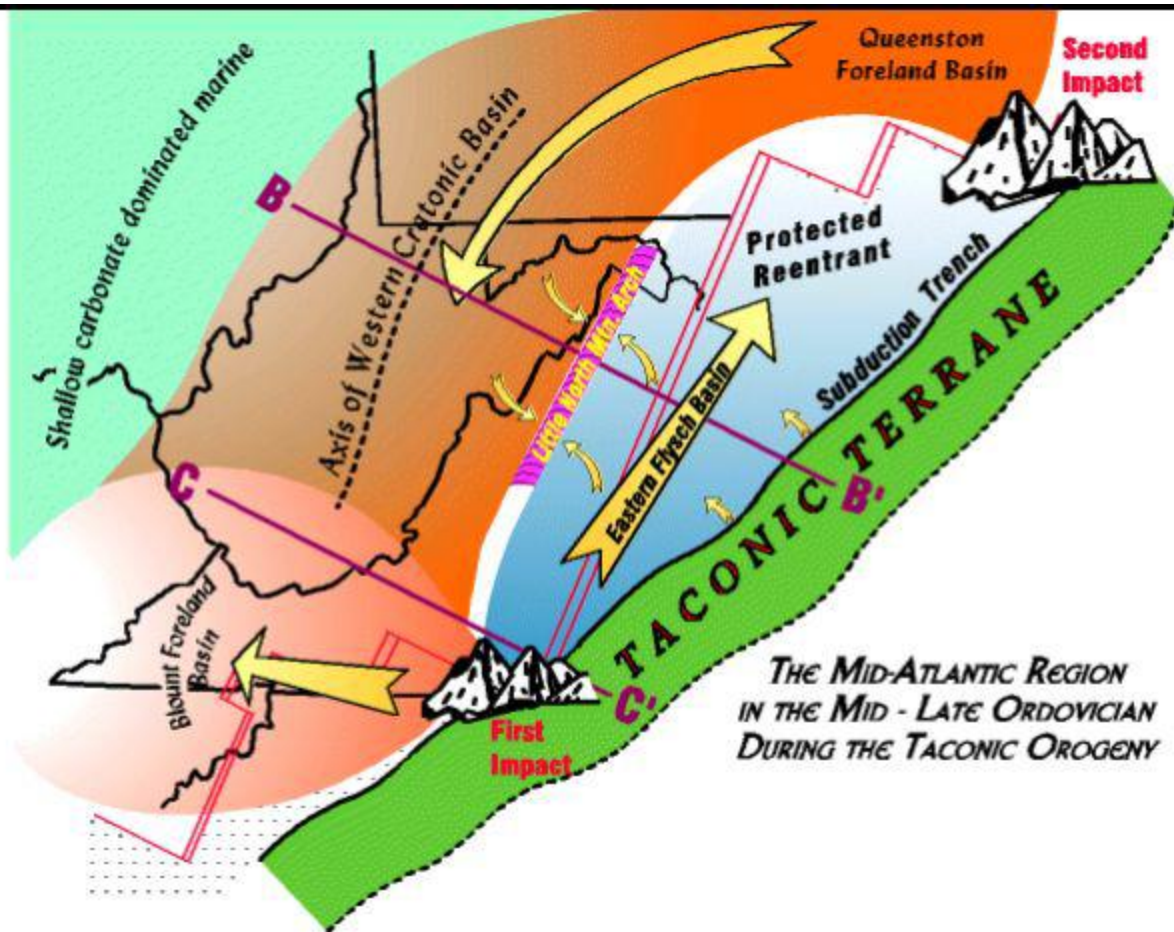 Queenston
Foreland Basin
Second
Impact
Shallow carbonate dominated marine
Axis of Western Cratonic Basin
B
Protected
Reentrant
Little North Mtn. Arch
Subduction Trench
Eastern Flysch Basin
C
B'
TACONIC TERRANE
Blount Foreland
Basin
C'
First
Impact
THE MID-ATLANTIC REGION
IN THE MID - LATE ORDOVICIAN
DURING THE TACONIC OROGENY